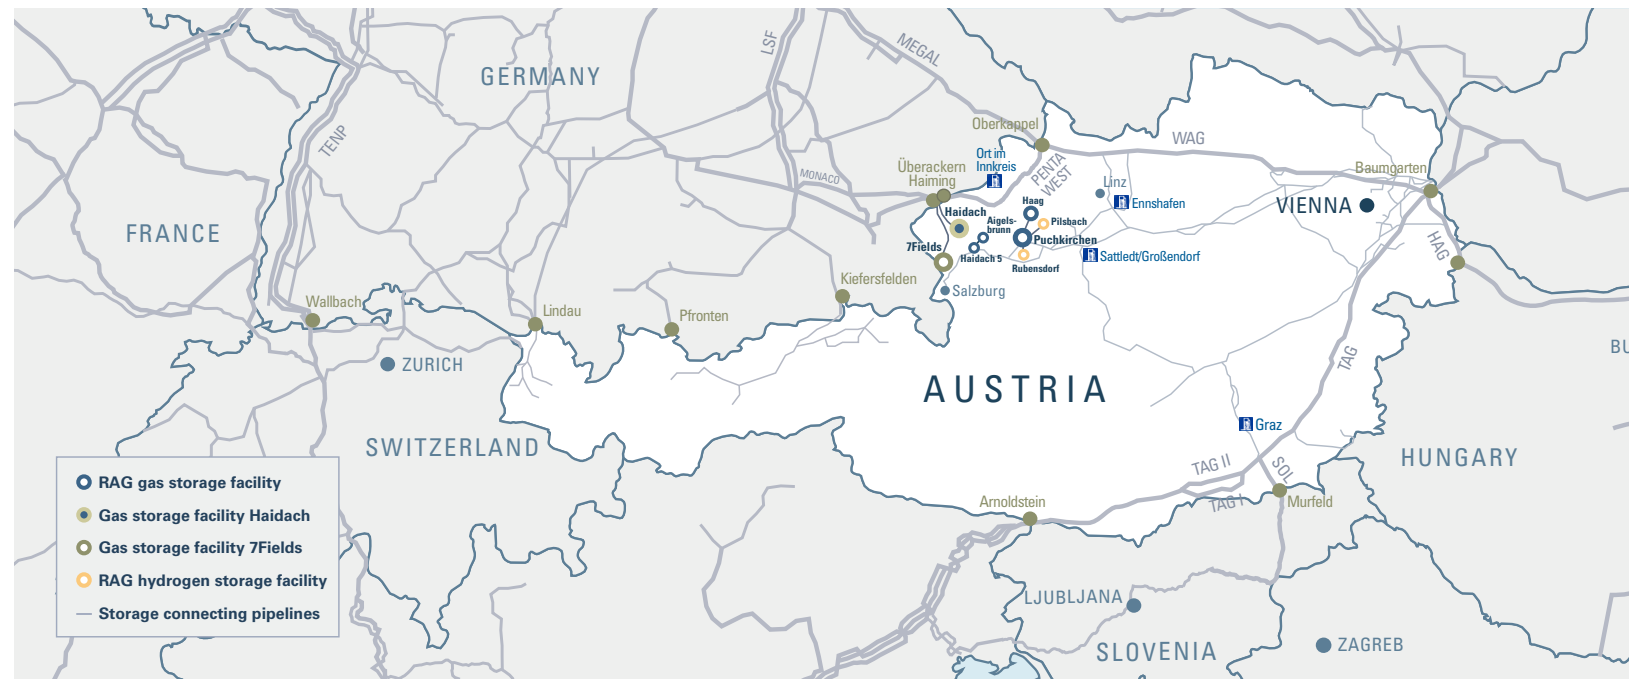 GERMANY
LSF
MEGAL
TENP
MONACO
Oberkappel
Ort im
Innkreis
Überackern
Haiming
PENTA
WEST
WAG
Linz
Ennshafen
Baumgarten
VIENNA
HAG
FRANCE
Haidach
Aigels-
brunn
Haag
Pilsbach
Puchkirchen
7Fields
Haidach 5
Rubensdorf
Sattledt/Großendorf
Salzburg
Kiefersfelden
Wallbach
Lindau
Pfronten
ZURICH
AUSTRIA
TAG
BU
SWITZERLAND
Graz
HUNGARY
TAG II
SOL
TAG I
Arnoldstein
Murfeld
RAG gas storage facility
Gas storage facility Haidach
Gas storage facility 7Fields
RAG hydrogen storage facility
Storage connecting pipelines
LJUBLJANA
SLOVENIA
ZAGREB